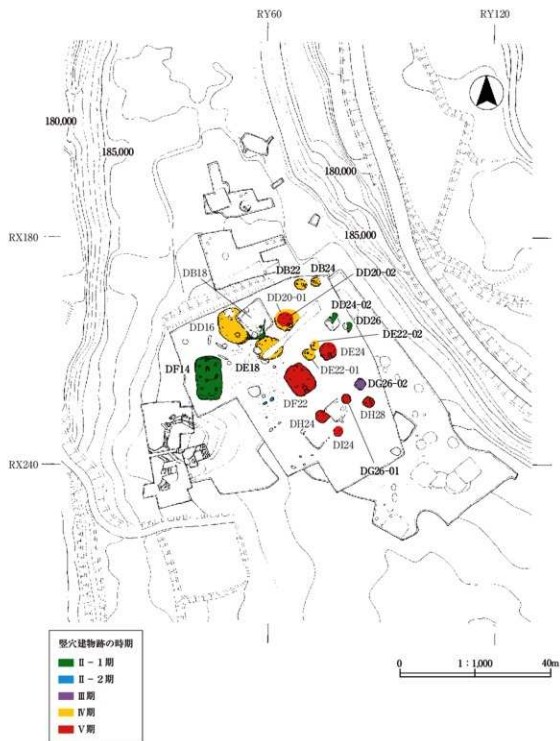 RY60
RY120
180,000
185,000
180,000
185,000
RX180
DB18
DB22
DB24
DD20-02
DD20-01
DD24-02
DD26
DD16
DE22-02
DE24
DF14
DE18
DE22-01
DG26-02
DF22
DH28
DH24
DI24
RX240
DG26-01
竪穴建物跡の時期
Ⅱ－1期
Ⅱ－2期
Ⅲ期
Ⅳ期
Ⅴ期
0
1：1,000
40m